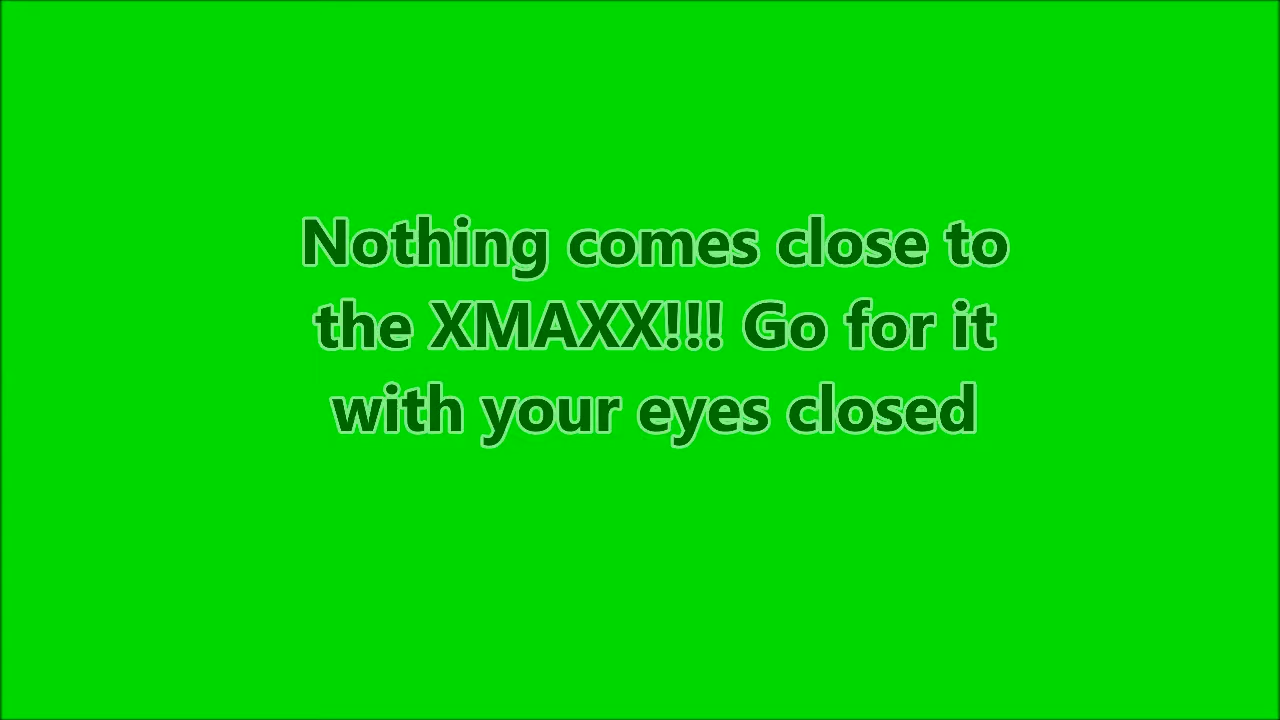 Nothing comes close to
the XMAXX!!! Go for it
with your eyes closed